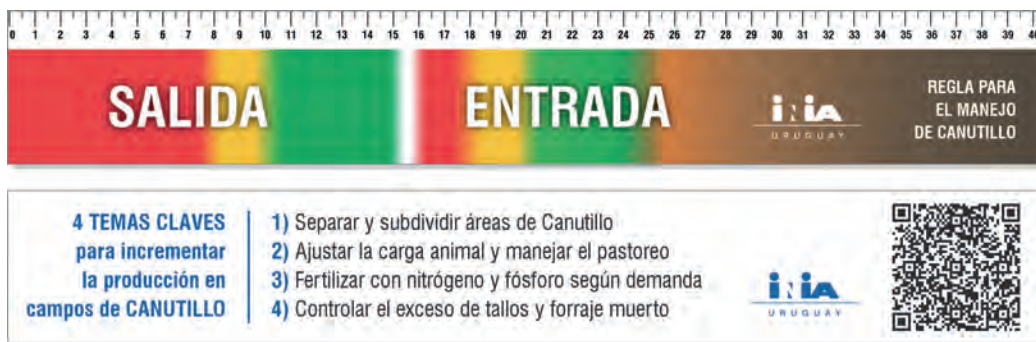 0 1 2 3 4 5 6 7 8 9 10 11 12 13 14 15 16 17 18 19 20 21 22 23 24 25 26 27 28 29 30 31 32 33 34 35 36 37 38 39 40
SALIDA
ENTRADA
iNiA
URUGUAY
REGLA PARA
EL MANEJO
DE CANUTILLO
4 TEMAS CLAVES
para incrementar
la producción en
campos de CANUTILLO
1) Separar y subdividir áreas de Canutillo
2) Ajustar la carga animal y manejar el pastoreo
3) Fertilizar con nitrógeno y fósforo según demanda
4) Controlar el exceso de tallos y forraje muerto
iNiA
URUGUAY